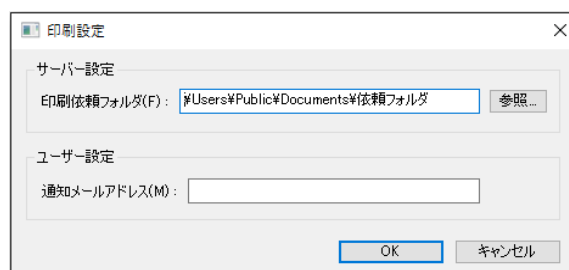 印刷設定
サーバー設定
印刷依頼フォルダ(F) : ¥Users¥Public¥Documents¥依頼フォルダ 参照...
ユーザー設定
通知メールアドレス(M) :
OK キャンセル